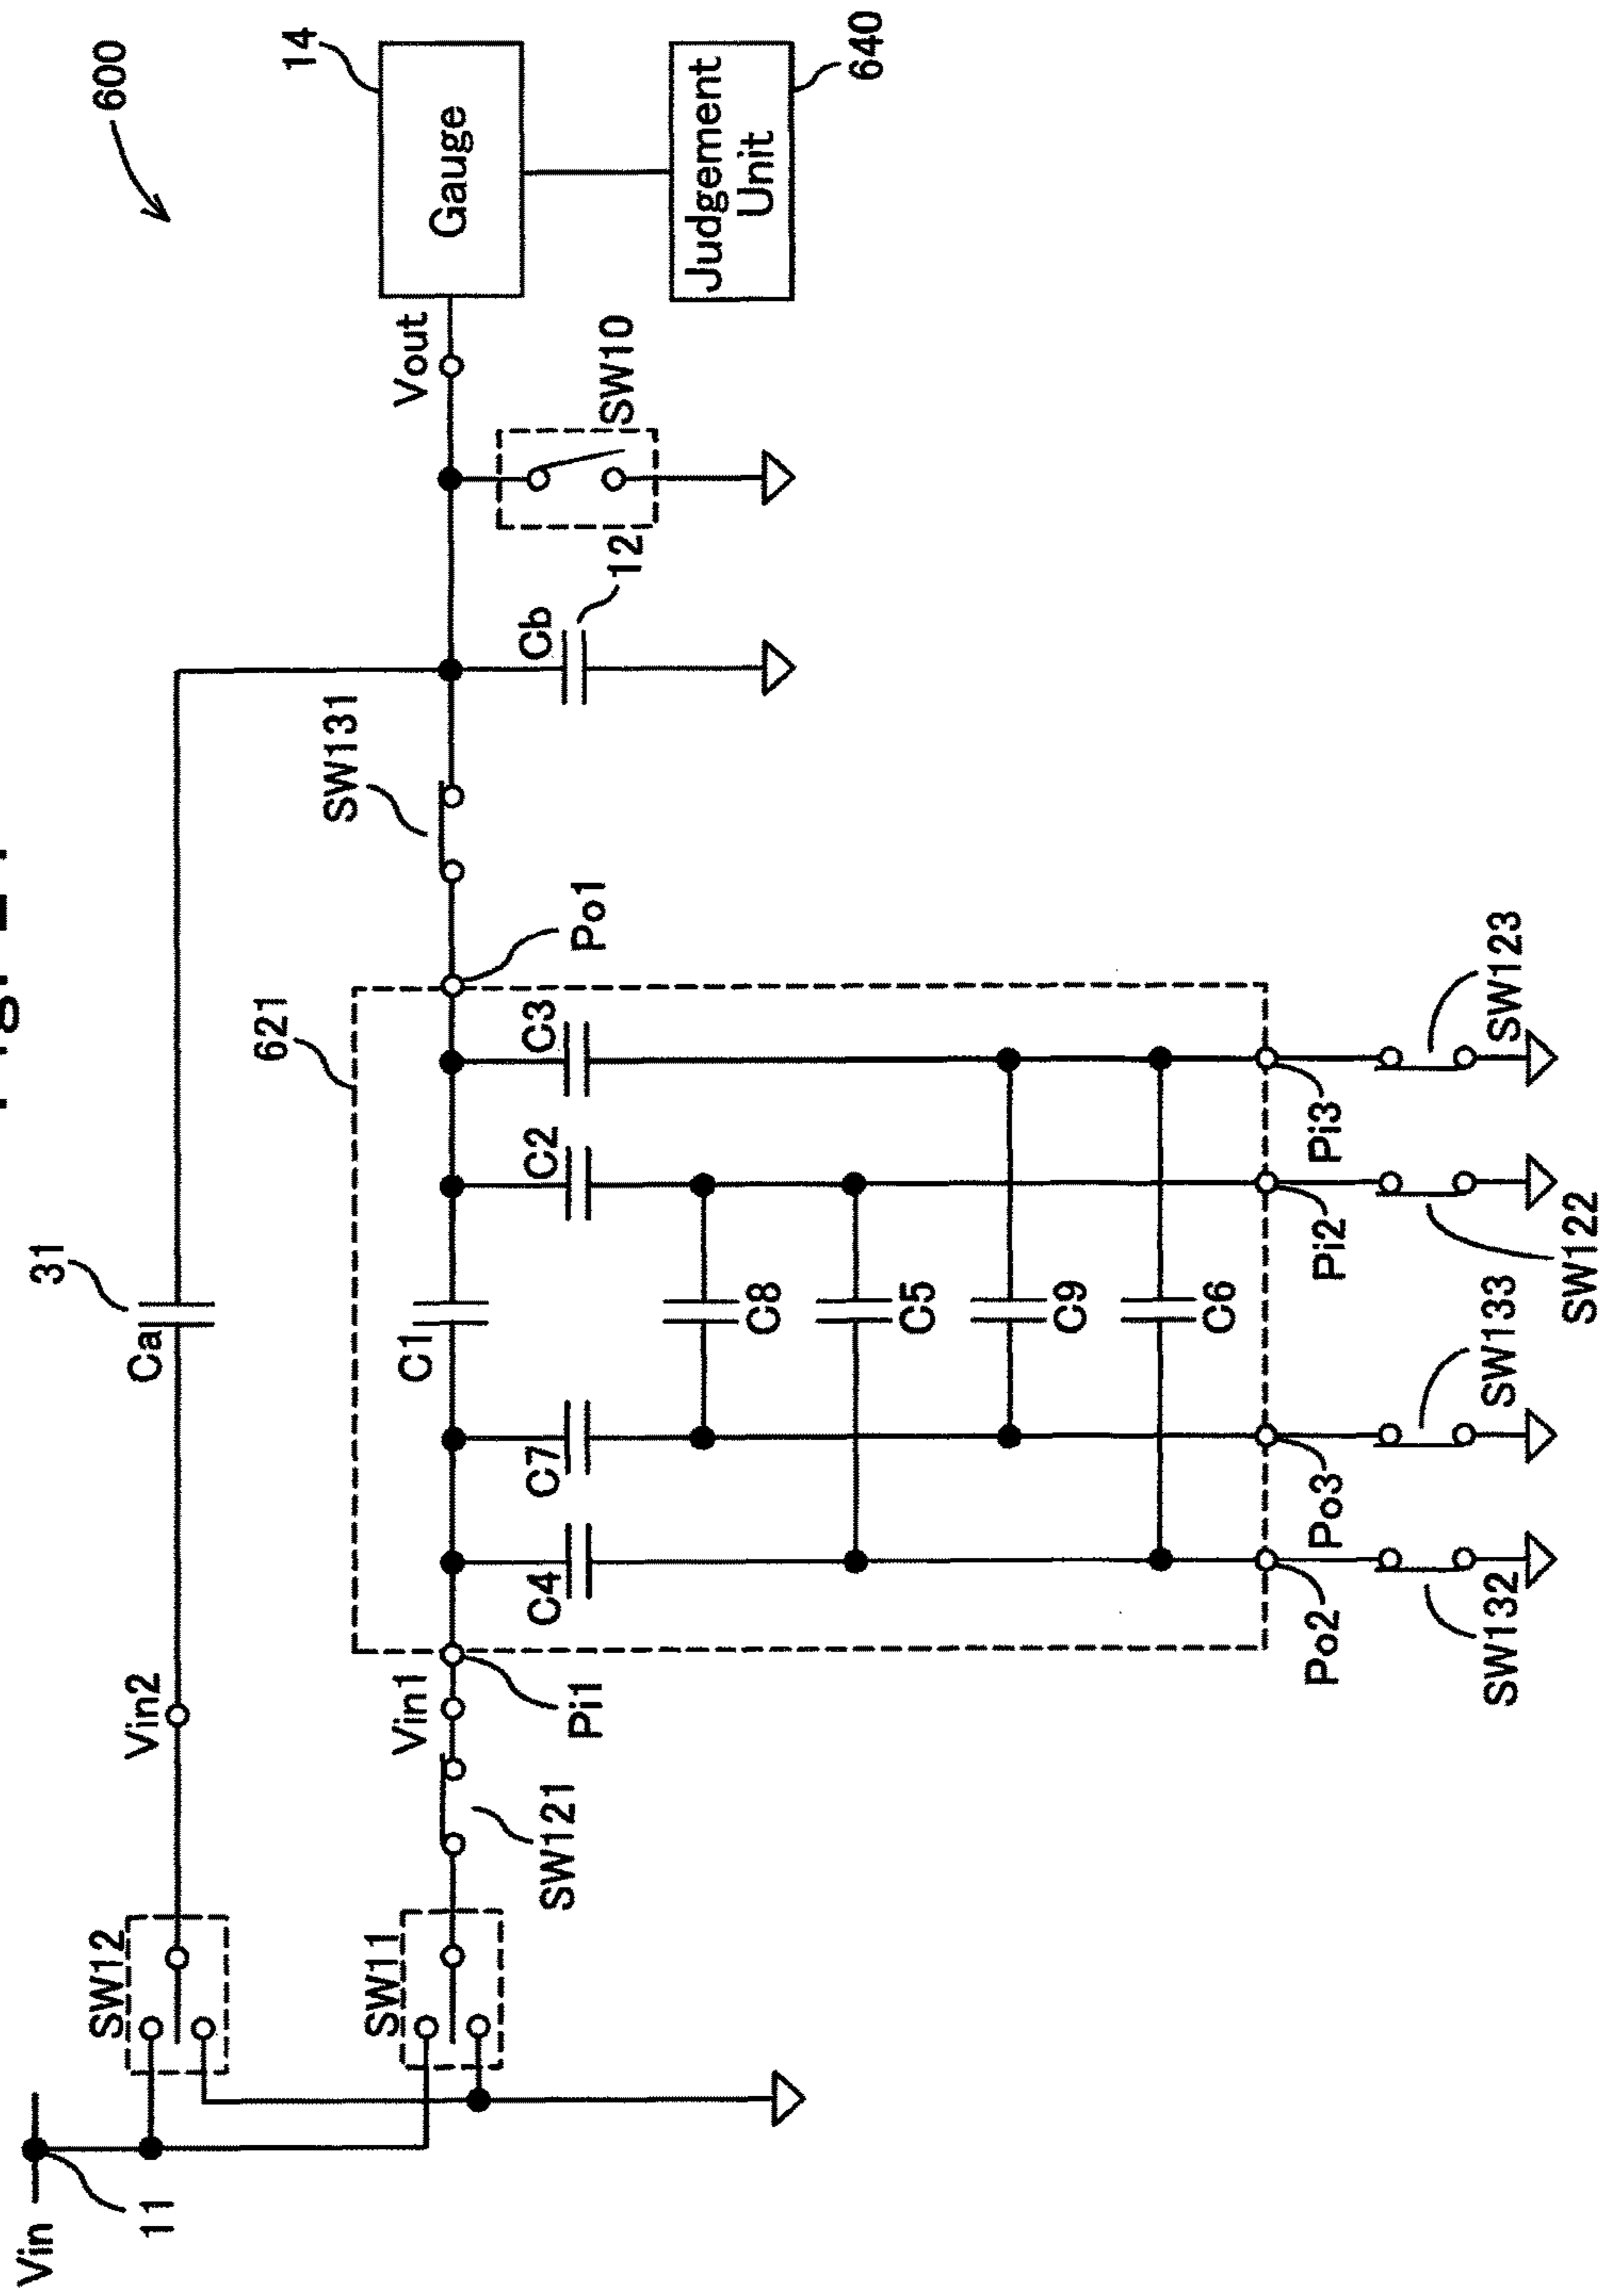 600
14
Gauge
Judgement
Unit
640
Vout
SW10
Cb
12
SW131
Po1
621
C3
C2
31
Ca
C1
C8
C5
C9
C6
C7
C4
Pi3
SW123
Pi2
SW122
Po3
SW133
Po2
SW132
Vin2
Vin1
Pi1
SW121
SW12
SW11
Vin
11